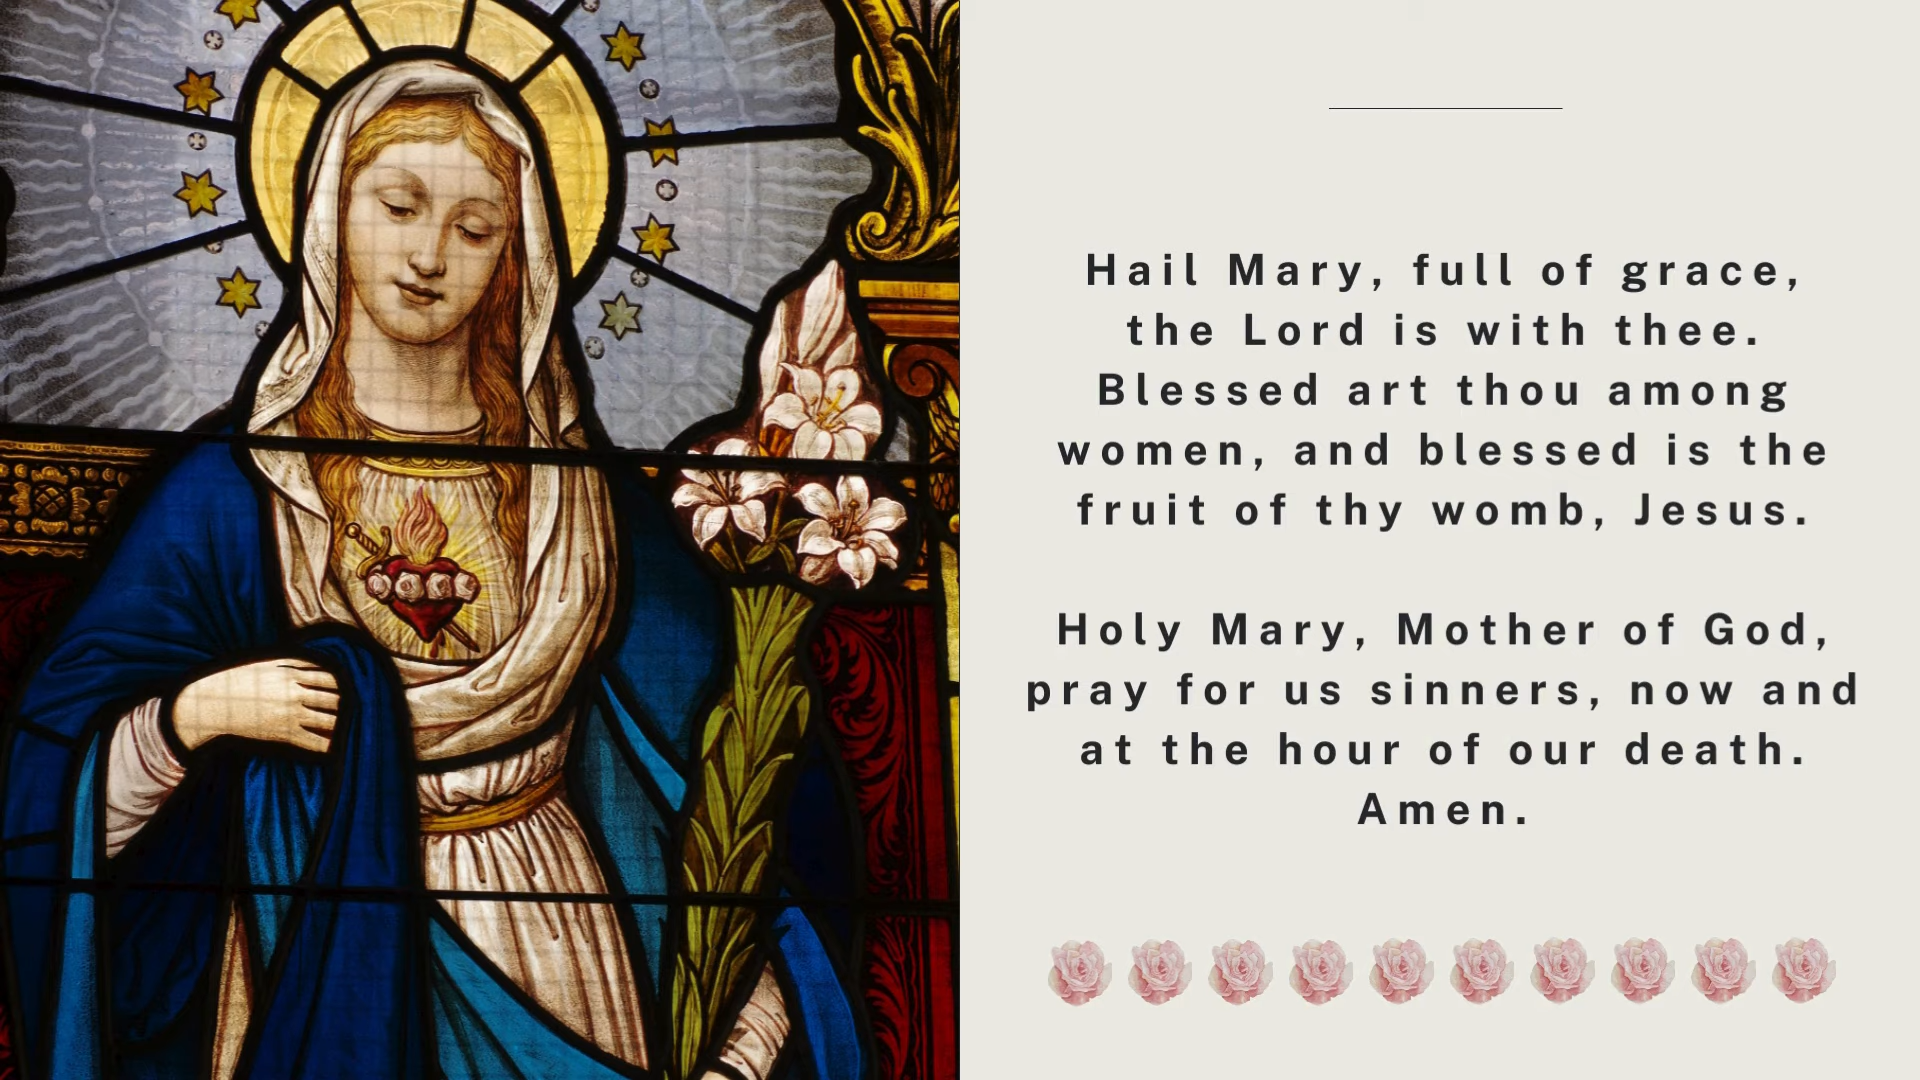 Hail Mary, full of grace,
the Lord is with thee.
Blessed art thou among
women, and blessed is the
fruit of thy womb, Jesus.
Holy Mary, Mother of God,
pray for us sinners, now and
at the hour of our death.
Amen.